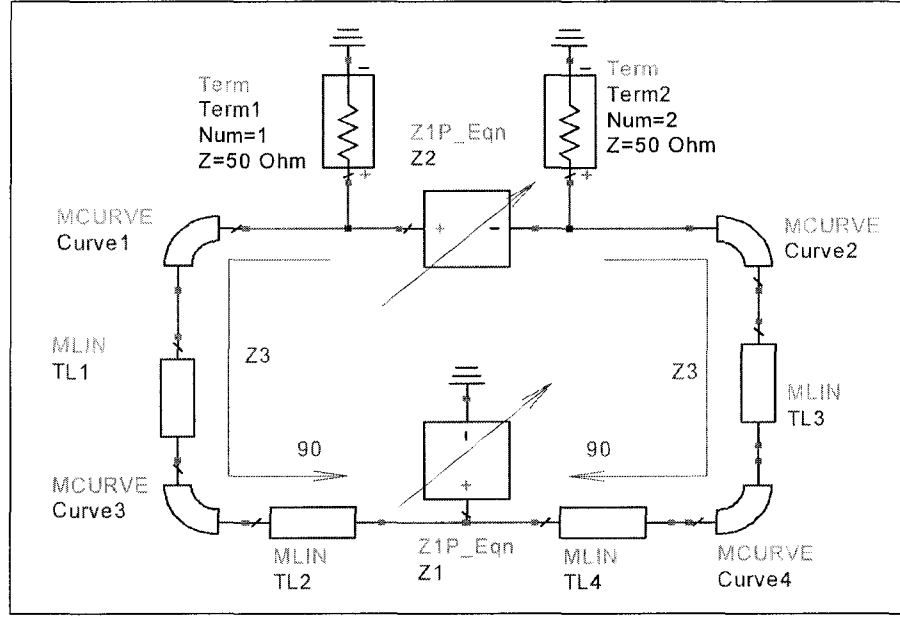 Term
Term1
Num=1
Z=50 Ohm
Z1P_Eqn
Z2
Term
Term2
Num=2
Z=50 Ohm
MCURVE
Curve1
MCURVE
Curve2
MLIN
TL1
Z3
Z3
MLIN
TL3
90
90
MCURVE
Curve3
MLIN
TL2
Z1P_Eqn
Z1
MLIN
TL4
MCURVE
Curve4